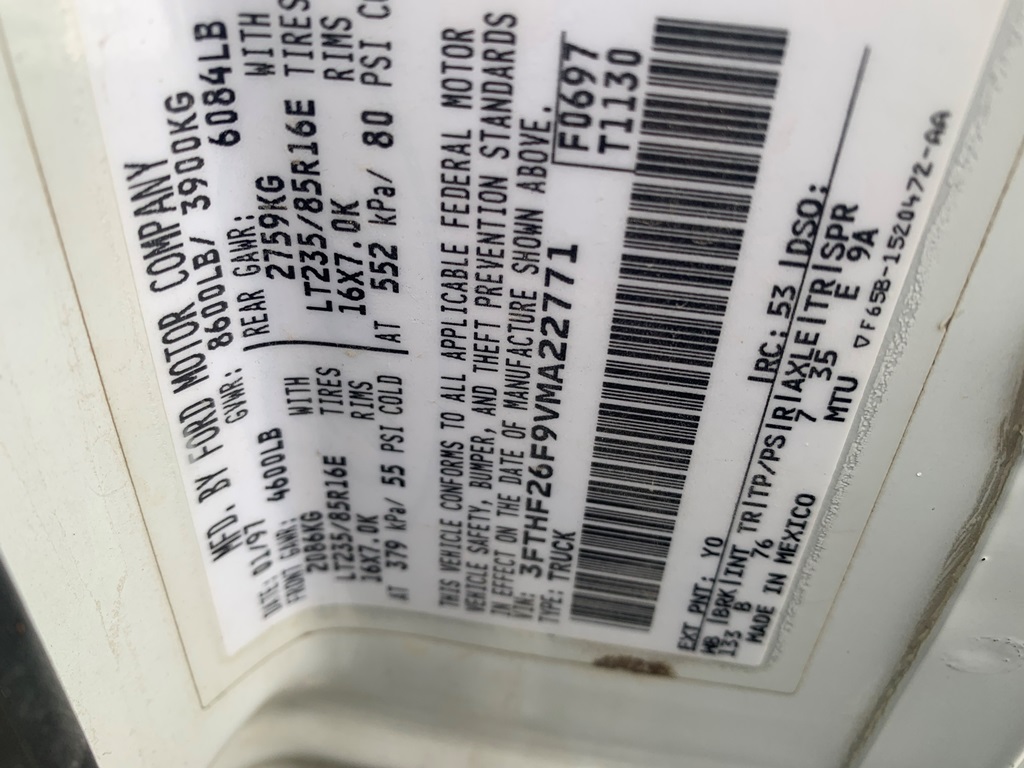 MFD. BY FORD MOTOR COMPANY
DATE: 01/97 GVWR: 8600LB/ 3900KG
FRONT GAWR: 4600LB REAR GAWR: 6084LB
2086KG WITH 2759KG WITH
LT235/85R16E TIRES LT235/85R16E TIRES
16X7.0K RIMS 16X7.0K RIMS
AT 379 kPa/ 55 PSI COLD AT 552 kPa/ 80 PSI
THIS VEHICLE CONFORMS TO ALL APPLICABLE FEDERAL MOTOR
VEHICLE SAFETY, BUMPER, AND THEFT PREVENTION STANDARDS
IN EFFECT ON THE DATE OF MANUFACTURE SHOWN ABOVE.
VIN: 3FTHF26F9VMA22771 F0697
TYPE: TRUCK T1130
EXT PNT: YO RC: 53 DSO:
WB BRK INT TR TP/PS R AXLE TR SPR
133 B 76 7 35 E 9A
MADE IN MEXICO MTU
▽F65B-1520472-AA